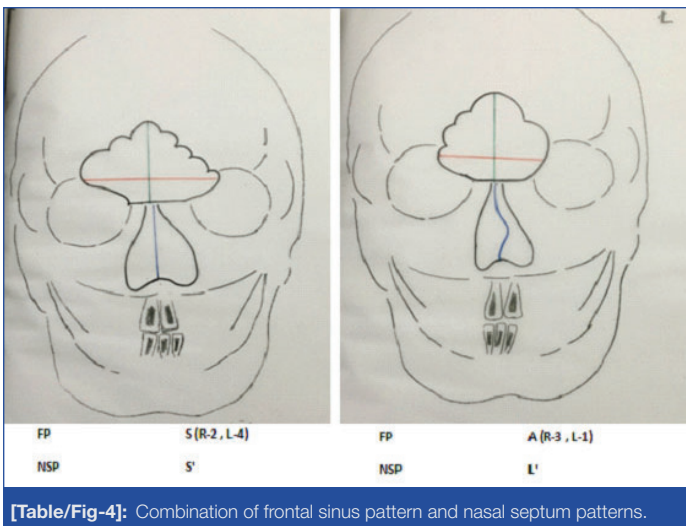 L
FP S (R-2, L-4)
NSP S'
FP A (R-3, L-1)
NSP L'
[Table/Fig-4]: Combination of frontal sinus pattern and nasal septum patterns.